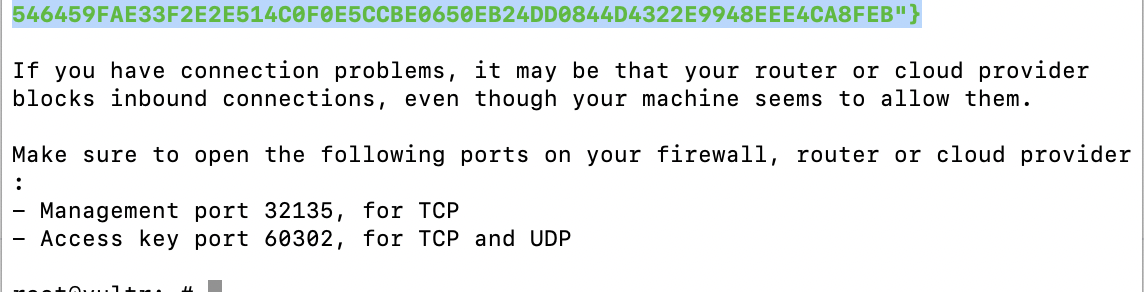 546459FAE33F2E2E514C0F0E5CCBE0650EB24DD0844D4322E9948EEE4CA8FEB"}
If you have connection problems, it may be that your router or cloud provider
blocks inbound connections, even though your machine seems to allow them.
Make sure to open the following ports on your firewall, router or cloud provider
:
- Management port 32135, for TCP
- Access key port 60302, for TCP and UDP
root@vultr:~#